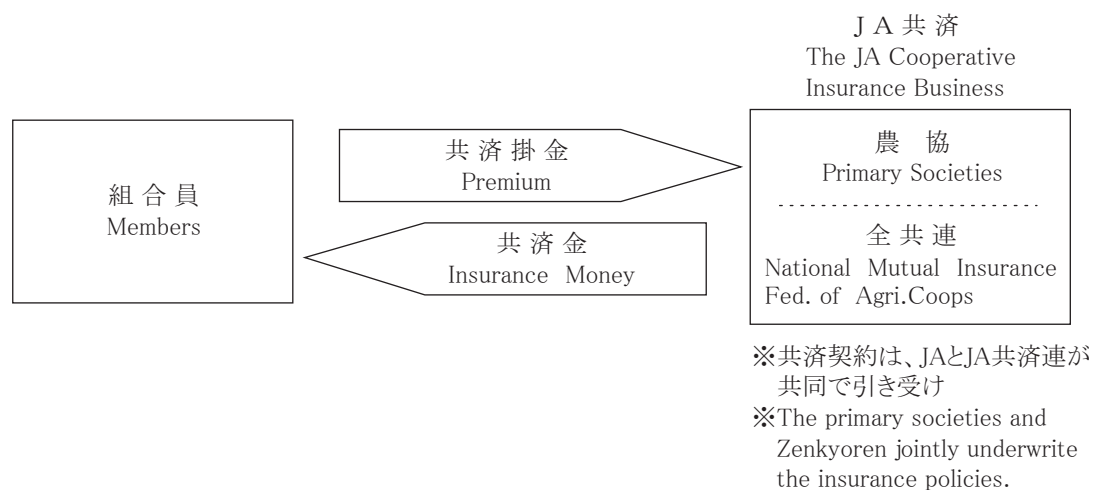 組合員
Members
共済掛金
Premium
共済金
Insurance Money
JA共済
The JA Cooperative
Insurance Business
農 協
Primary Societies
全共連
National Mutual Insurance
Fed. of Agri.Coops
※共済契約は、JAとJA共済連が
共同で引き受け
※The primary societies and
Zenkyoren jointly underwrite
the insurance policies.